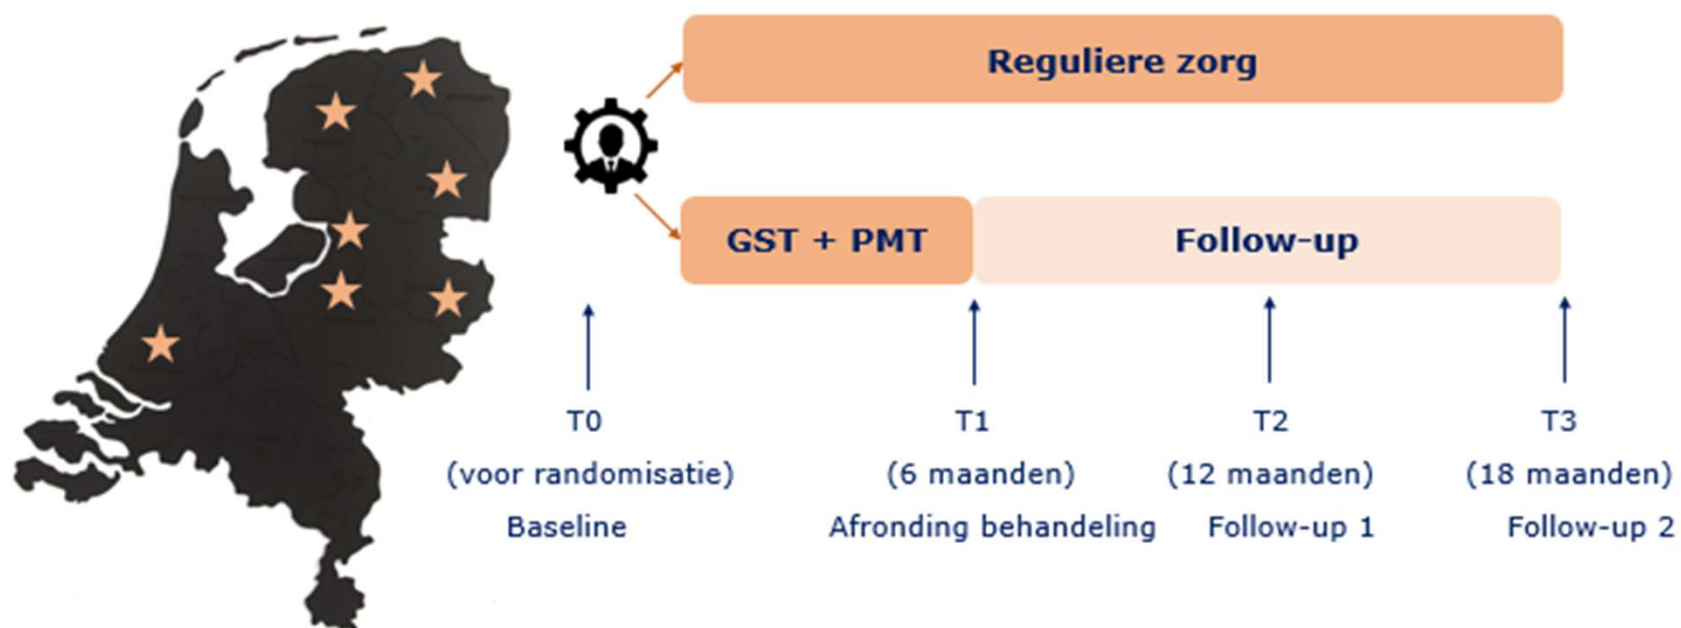 Reguliere zorg
GST + PMT
Follow-up
T0
(voor randomisatie)
Baseline
T1
(6 maanden)
Afronding behandeling
T2
(12 maanden)
Follow-up 1
T3
(18 maanden)
Follow-up 2